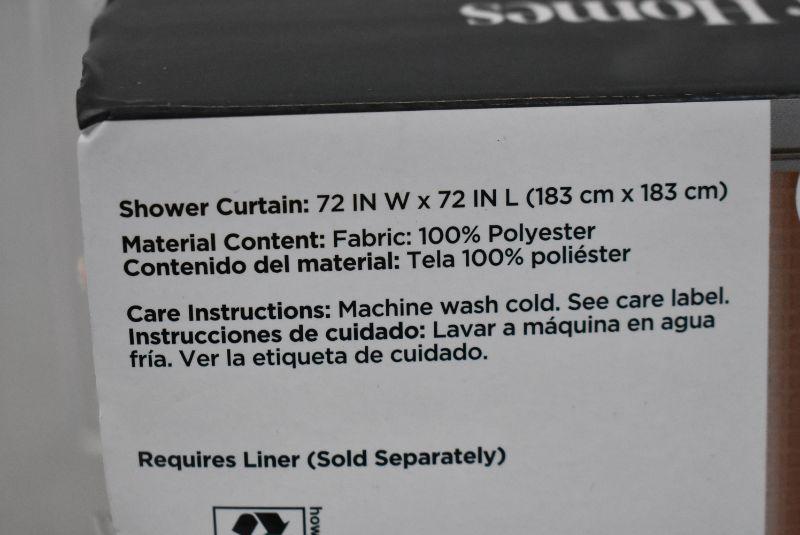 Homes
Shower Curtain: 72 IN W x 72 IN L (183 cm x 183 cm)
Material Content: Fabric: 100% Polyester
Contenido del material: Tela 100% poliéster
Care Instructions: Machine wash cold. See care label.
Instrucciones de cuidado: Lavar a máquina en agua
fría. Ver la etiqueta de cuidado.
Requires Liner (Sold Separately)